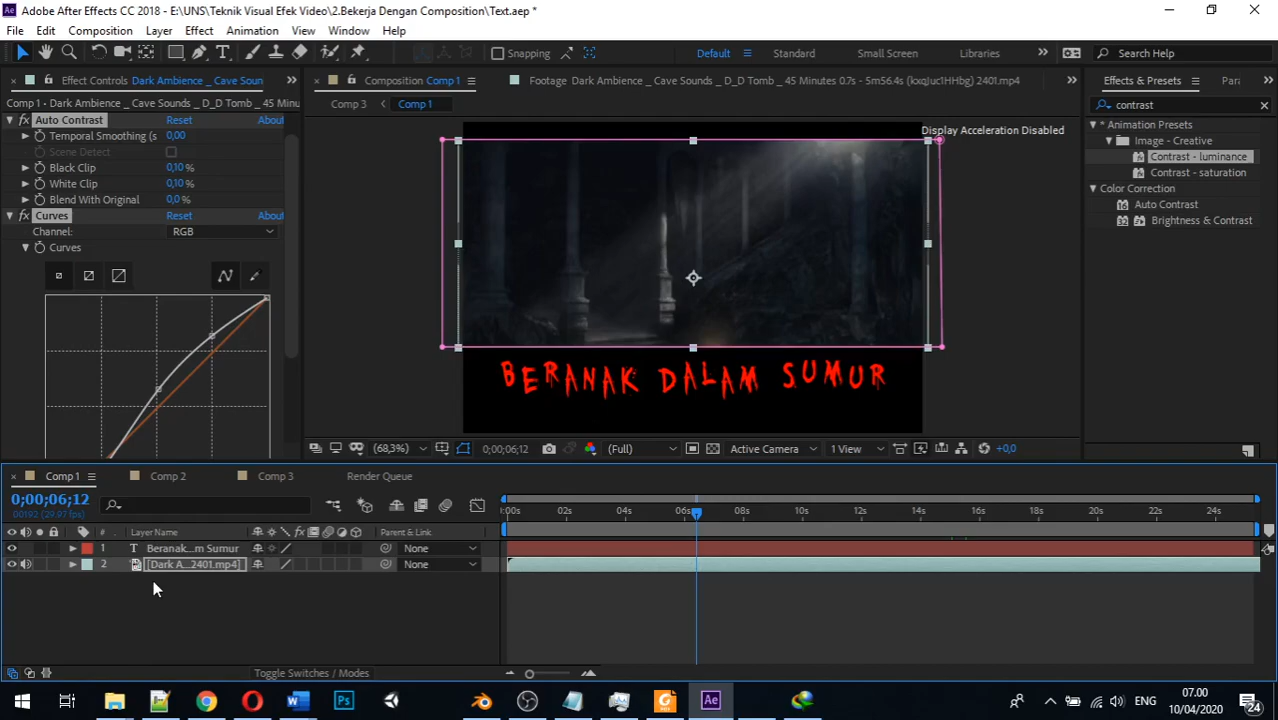 Adobe After Effects CC 2018 - E:\UNS\Teknik Visual Efek Video\2.Bekerja Dengan Composition\Text.aep *
File Edit Composition Layer Effect Animation View Window Help
Snapping Default Standard Small Screen Libraries Search Help
Effect Controls Dark Ambience _ Cave Soun
Composition Comp 1
Footage Dark Ambience _ Cave Sounds _ D_D Tomb _ 45 Minutes 0.7s - 5m56.4s (kxqJuc1HHbg) 2401.mp4
Effects & Presets Para
Comp 1 • Dark Ambience _ Cave Sounds _ D_D Tomb _ 45 Minu
Comp 3 Comp 1
contrast
Auto Contrast Reset About
Temporal Smoothing (s 0,00
Scene Detect
Black Clip 0,10 %
White Clip 0,10 %
Blend With Original 0,0 %
Curves Reset About
Channel: RGB
Curves
Display Acceleration Disabled
BERANAK DALAM SUMUR
* Animation Presets
Image - Creative
Contrast - luminance
Contrast - saturation
Color Correction
Auto Contrast
Brightness & Contrast
(68,3%) 0;00;06;12 (Full) Active Camera 1 View +0,0
Comp 1 Comp 2 Comp 3 Render Queue
0;00;06;12
00192 (29.97 fps)
:00s 02s 04s 06s 08s 10s 12s 14s 16s 18s 20s 22s 24s
# Layer Name Parent & Link
1 T Beranak...m Sumur None
2 [Dark A...2401.mp4] None
Toggle Switches / Modes
ENG 07.00 10/04/2020 24